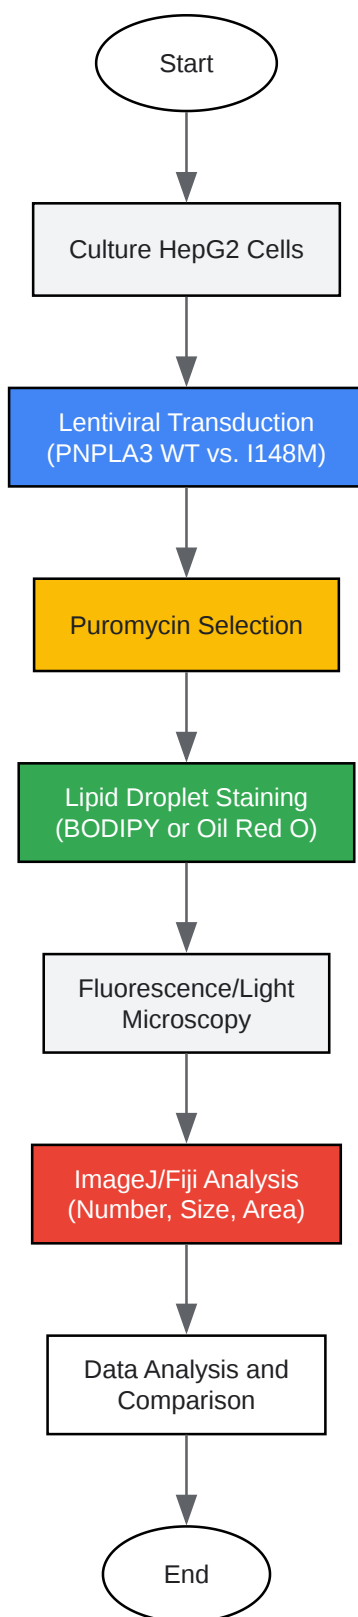 Start
Culture HepG2 Cells
Lentiviral Transduction
(PNPLA3 WT vs. I148M)
Puromycin Selection
Lipid Droplet Staining
(BODIPY or Oil Red O)
Fluorescence/Light
Microscopy
ImageJ/Fiji Analysis
(Number, Size, Area)
Data Analysis and
Comparison
End